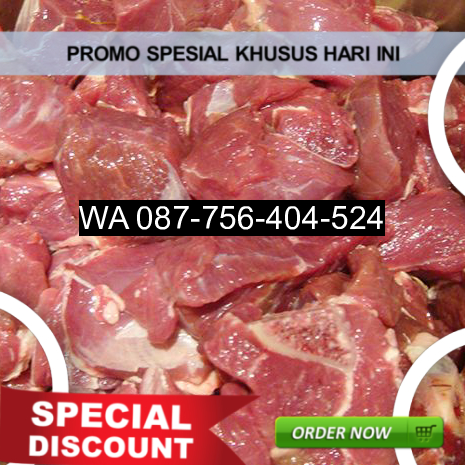 PROMO SPESIAL KHUSUS HARI INI
WA 087-756-404-524
SPECIAL
DISCOUNT
ORDER NOW